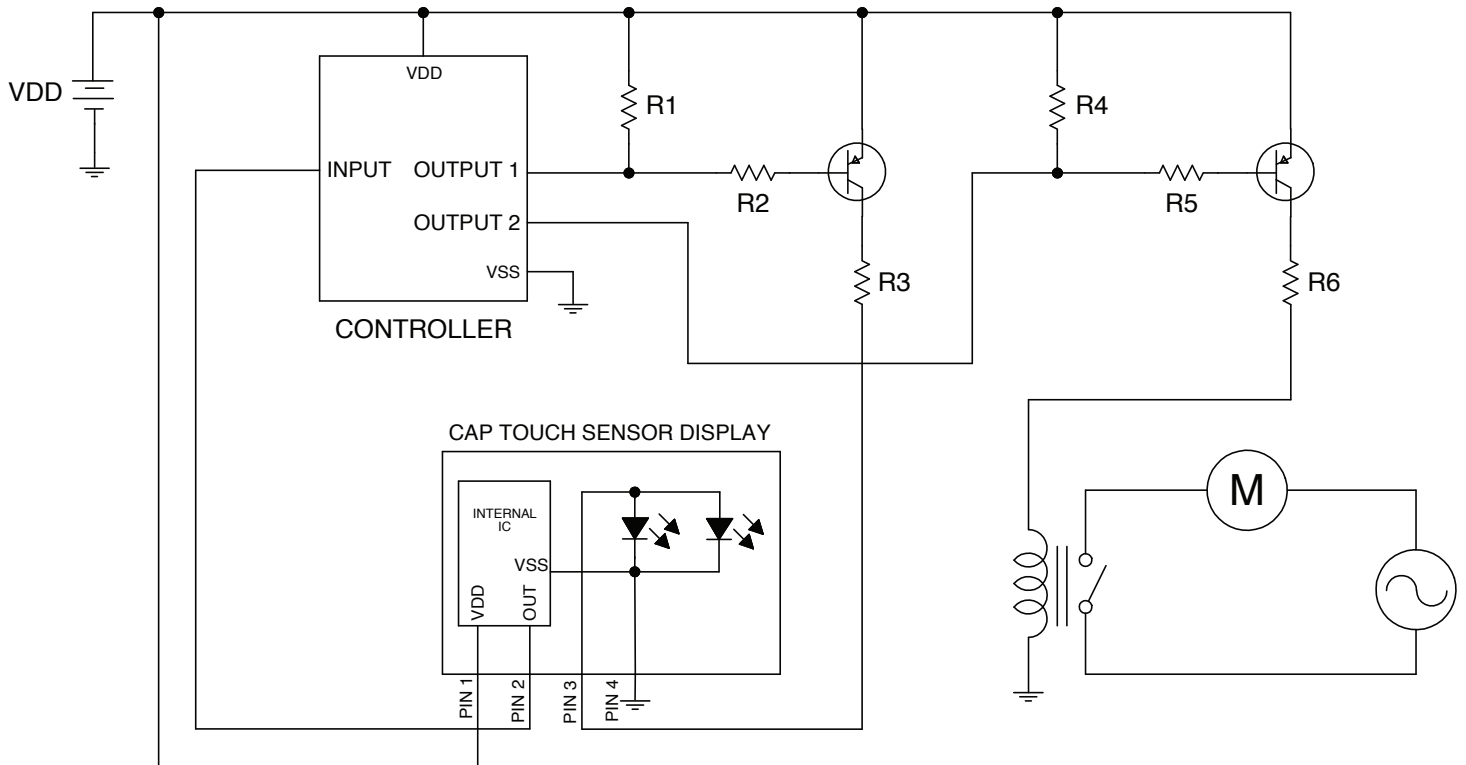 VDD
VDD
R1
R4
INPUT
OUTPUT 1
R2
R5
OUTPUT 2
VSS
R3
R6
CONTROLLER
CAP TOUCH SENSOR DISPLAY
M
INTERNAL
IC
VSS
VDD
OUT
PIN 1
PIN 2
PIN 3
PIN 4